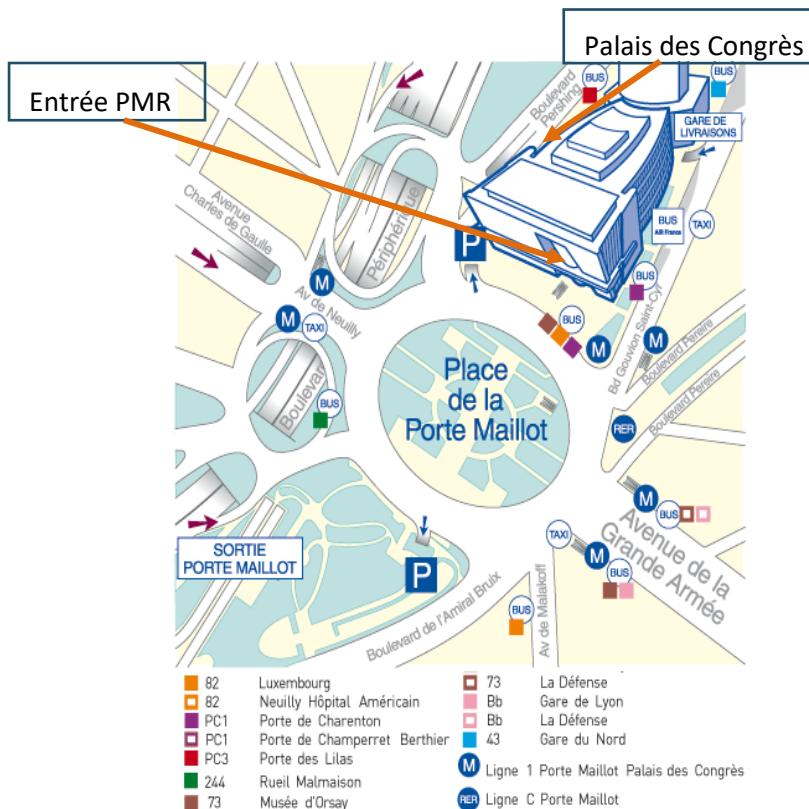 Palais des Congrès
Entrée PMR
BUS
BUS
Boulevard
Pershing
GARE DE
LIVRAISONS
Avenue
Charles de Gaulle
Périphérique
P
BUS
AIR France
TAXI
M
Av de Neuilly
BUS
M
TAXI
BUS
M
Bd Gouvion Saint-Cyr
M
Boulevard Pereire
Boulevard
BUS
Place
de la
Porte Maillot
RER
Boulevard Pereire
M
BUS
Avenue de la
Grande Armée
SORTIE
PORTE MAILLOT
P
TAXI
M
BUS
Boulevard de l'Amiral Bruix
BUS
Av de Malakoff
82 Luxembourg
82 Neuilly Hôpital Américain
PC1 Porte de Charenton
PC1 Porte de Champerret Berthier
PC3 Porte des Lilas
244 Rueil Malmaison
73 Musée d'Orsay
73 La Défense
Bb Gare de Lyon
Bb La Défense
43 Gare du Nord
M Ligne 1 Porte Maillot Palais des Congrès
RER Ligne C Porte Maillot